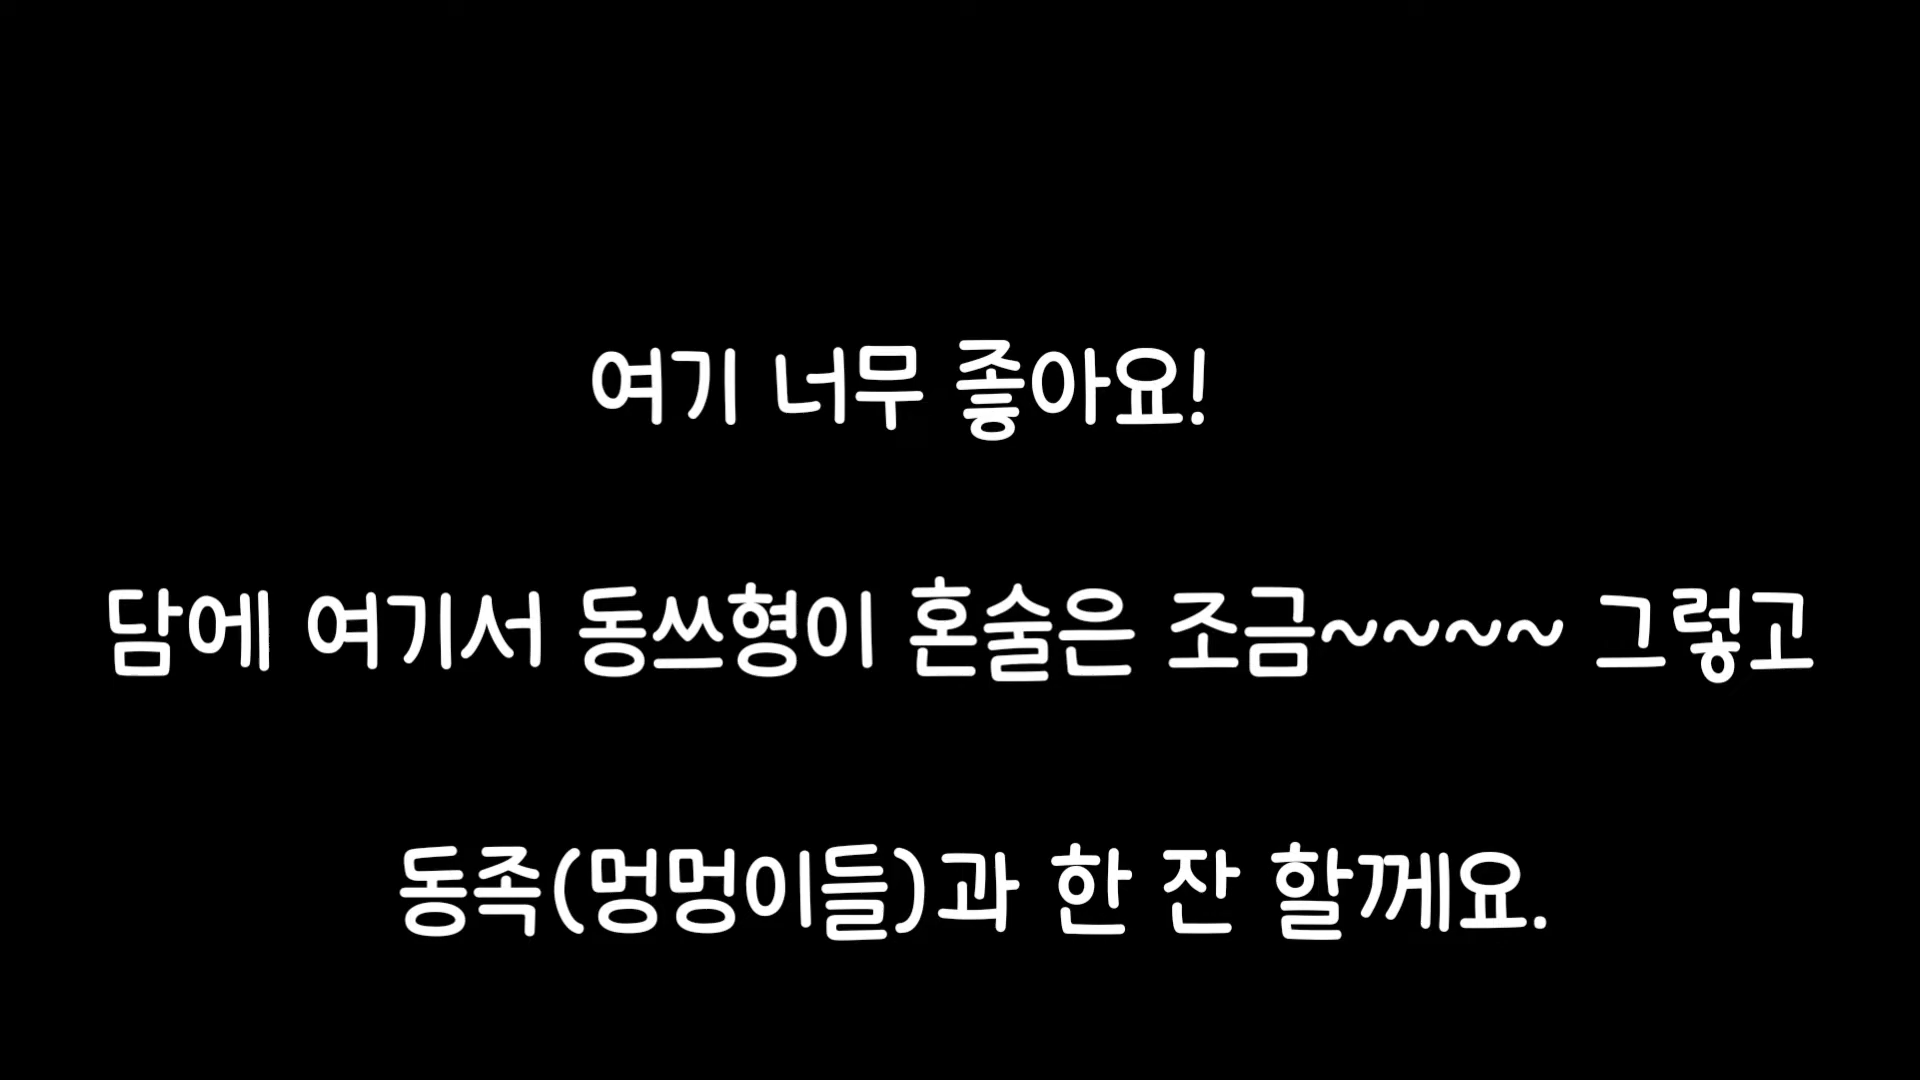 여기 너무 좋아요!
담에 여기서 동쓰형이 혼술은 조금~~~~ 그렇고
동족(멍멍이들)과 한 잔 할께요.